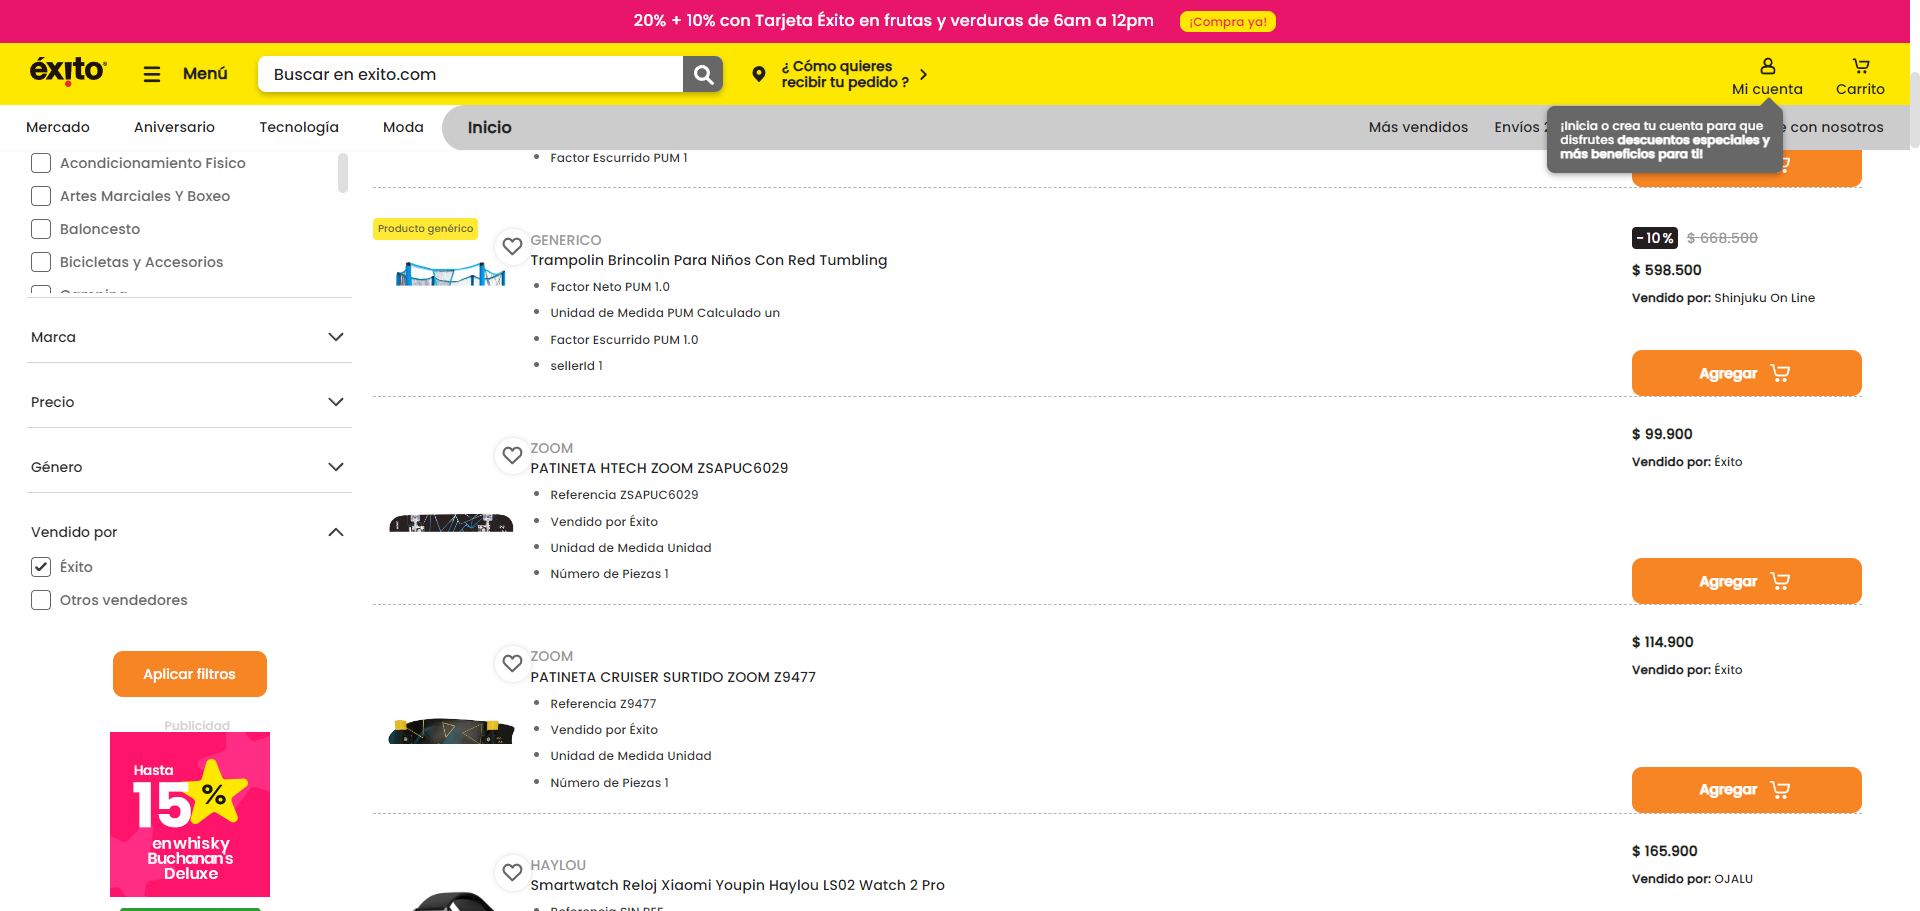 20% + 10% con Tarjeta Éxito en frutas y verduras de 6am a 12pm
¡Compra ya!
éxito
Menú
Buscar en exito.com
¿ Cómo quieres
recibir tu pedido ?
Mi cuenta
Carrito
Mercado
Aniversario
Tecnología
Moda
Inicio
Más vendidos
Envíos
con nosotros
¡Inicia o crea tu cuenta para que
disfrutes descuentos especiales y
más beneficios para ti!
Acondicionamiento Fisico
Artes Marciales Y Boxeo
Baloncesto
Bicicletas y Accesorios
Marca
Precio
Género
Vendido por
Éxito
Otros vendedores
Aplicar filtros
Publicidad
Hasta
15%
en whisky
Buchanan's
Deluxe
Factor Escurrido PUM 1
Producto genérico
GENERICO
Trampolin Brincolin Para Niños Con Red Tumbling
Factor Neto PUM 1.0
Unidad de Medida PUM Calculado un
Factor Escurrido PUM 1.0
sellerId 1
-10%
$ 668.500
$ 598.500
Vendido por: Shinjuku On Line
Agregar
ZOOM
PATINETA HTECH ZOOM ZSAPUC6029
Referencia ZSAPUC6029
Vendido por Éxito
Unidad de Medida Unidad
Número de Piezas 1
$ 99.900
Vendido por: Éxito
Agregar
ZOOM
PATINETA CRUISER SURTIDO ZOOM Z9477
Referencia Z9477
Vendido por Éxito
Unidad de Medida Unidad
Número de Piezas 1
$ 114.900
Vendido por: Éxito
Agregar
HAYLOU
Smartwatch Reloj Xiaomi Youpin Haylou LS02 Watch 2 Pro
Referencia SIN REF
$ 165.900
Vendido por: OJALU